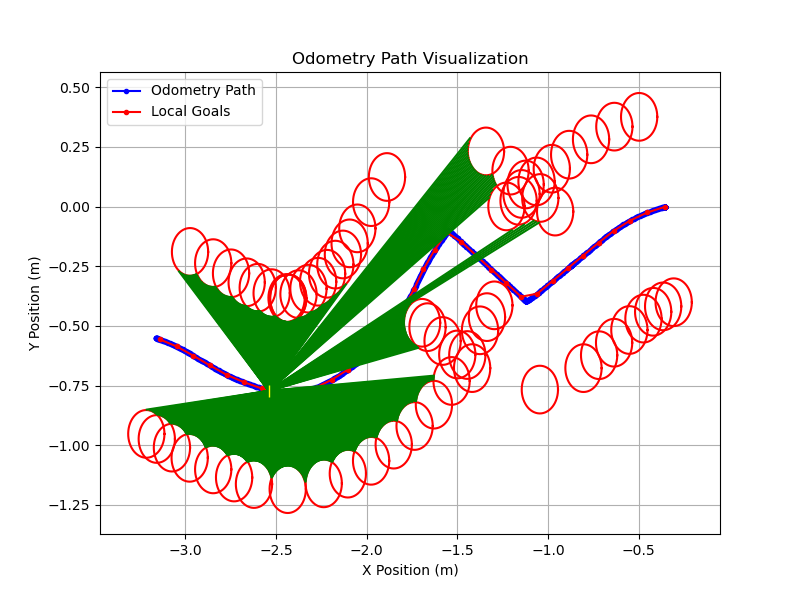 Odometry Path Visualization
Odometry Path
Local Goals
Y Position (m)
0.50
0.25
0.00
−0.25
−0.50
−0.75
−1.00
−1.25
−3.0 −2.5 −2.0 −1.5 −1.0 −0.5
X Position (m)